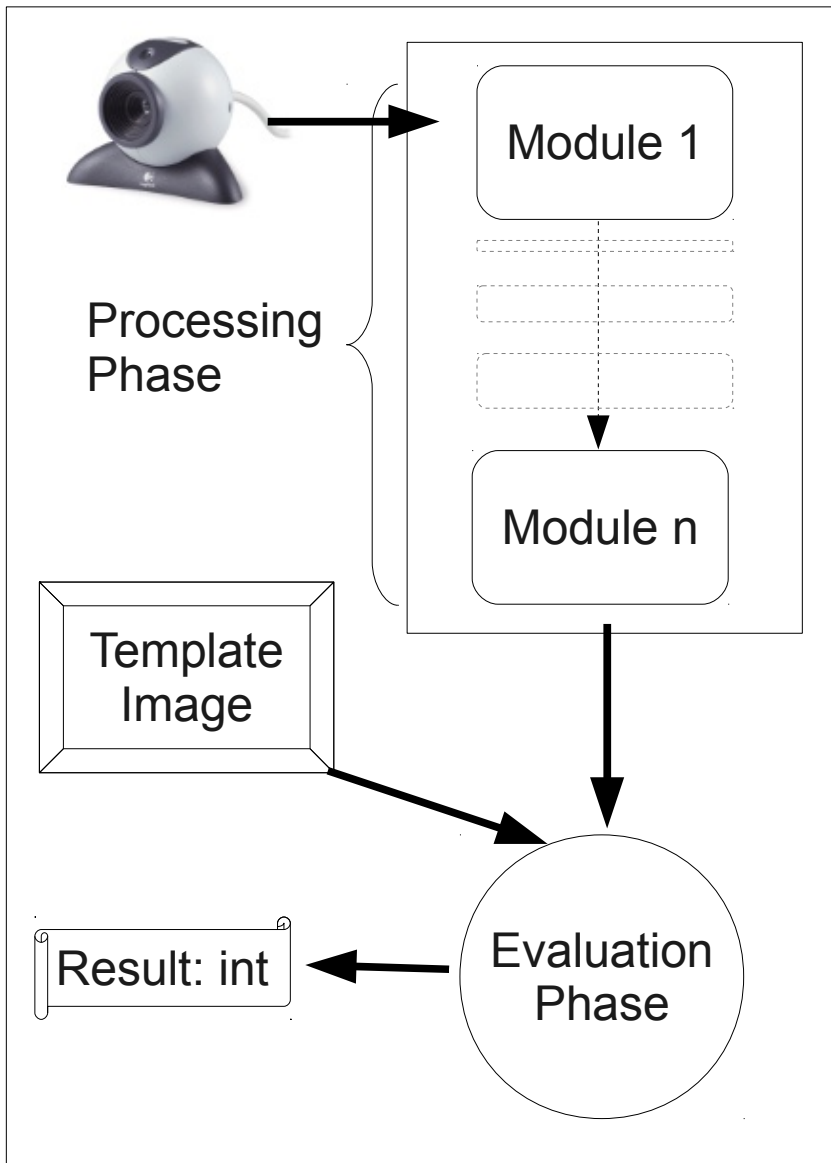 Module 1
Processing
Phase
Module n
Template
Image
Result: int
Evaluation
Phase